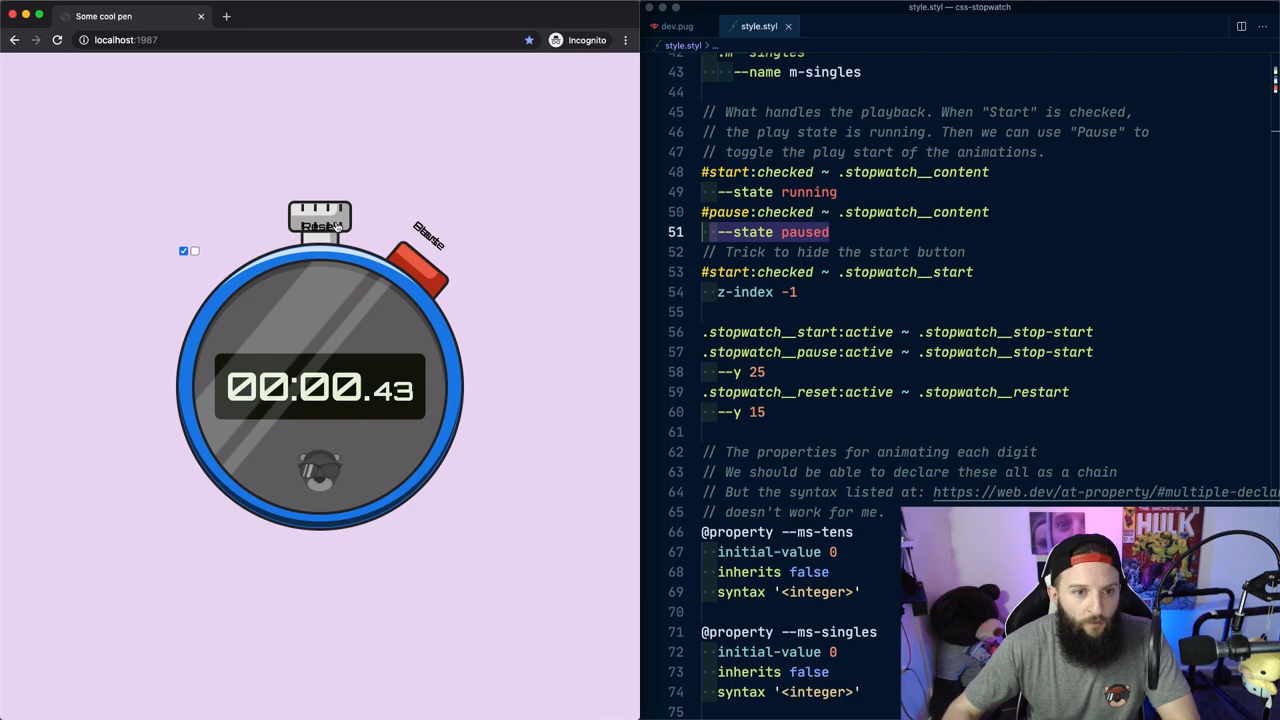 Some cool pen
localhost:1987
Incognito
Reset
00:00.43
style.styl — css-stopwatch
dev.pug
style.styl
style.styl > ...
42 .m--singles
43 --name m-singles
44
45 // What handles the playback. When "Start" is checked,
46 // the play state is running. Then we can use "Pause" to
47 // toggle the play start of the animations.
48 #start:checked ~ .stopwatch__content
49 --state running
50 #pause:checked ~ .stopwatch__content
51 --state paused
52 // Trick to hide the start button
53 #start:checked ~ .stopwatch__start
54 z-index -1
55
56 .stopwatch__start:active ~ .stopwatch__stop-start
57 .stopwatch__pause:active ~ .stopwatch__stop-start
58 --y 25
59 .stopwatch__reset:active ~ .stopwatch__restart
60 --y 15
61
62 // The properties for animating each digit
63 // We should be able to declare these all as a chain
64 // But the syntax listed at: https://web.dev/at-property/#multiple-declar
65 // doesn't work for me.
66 @property --ms-tens
67 initial-value 0
68 inherits false
69 syntax '<integer>'
70
71 @property --ms-singles
72 initial-value 0
73 inherits false
74 syntax '<integer>'
75
HULK